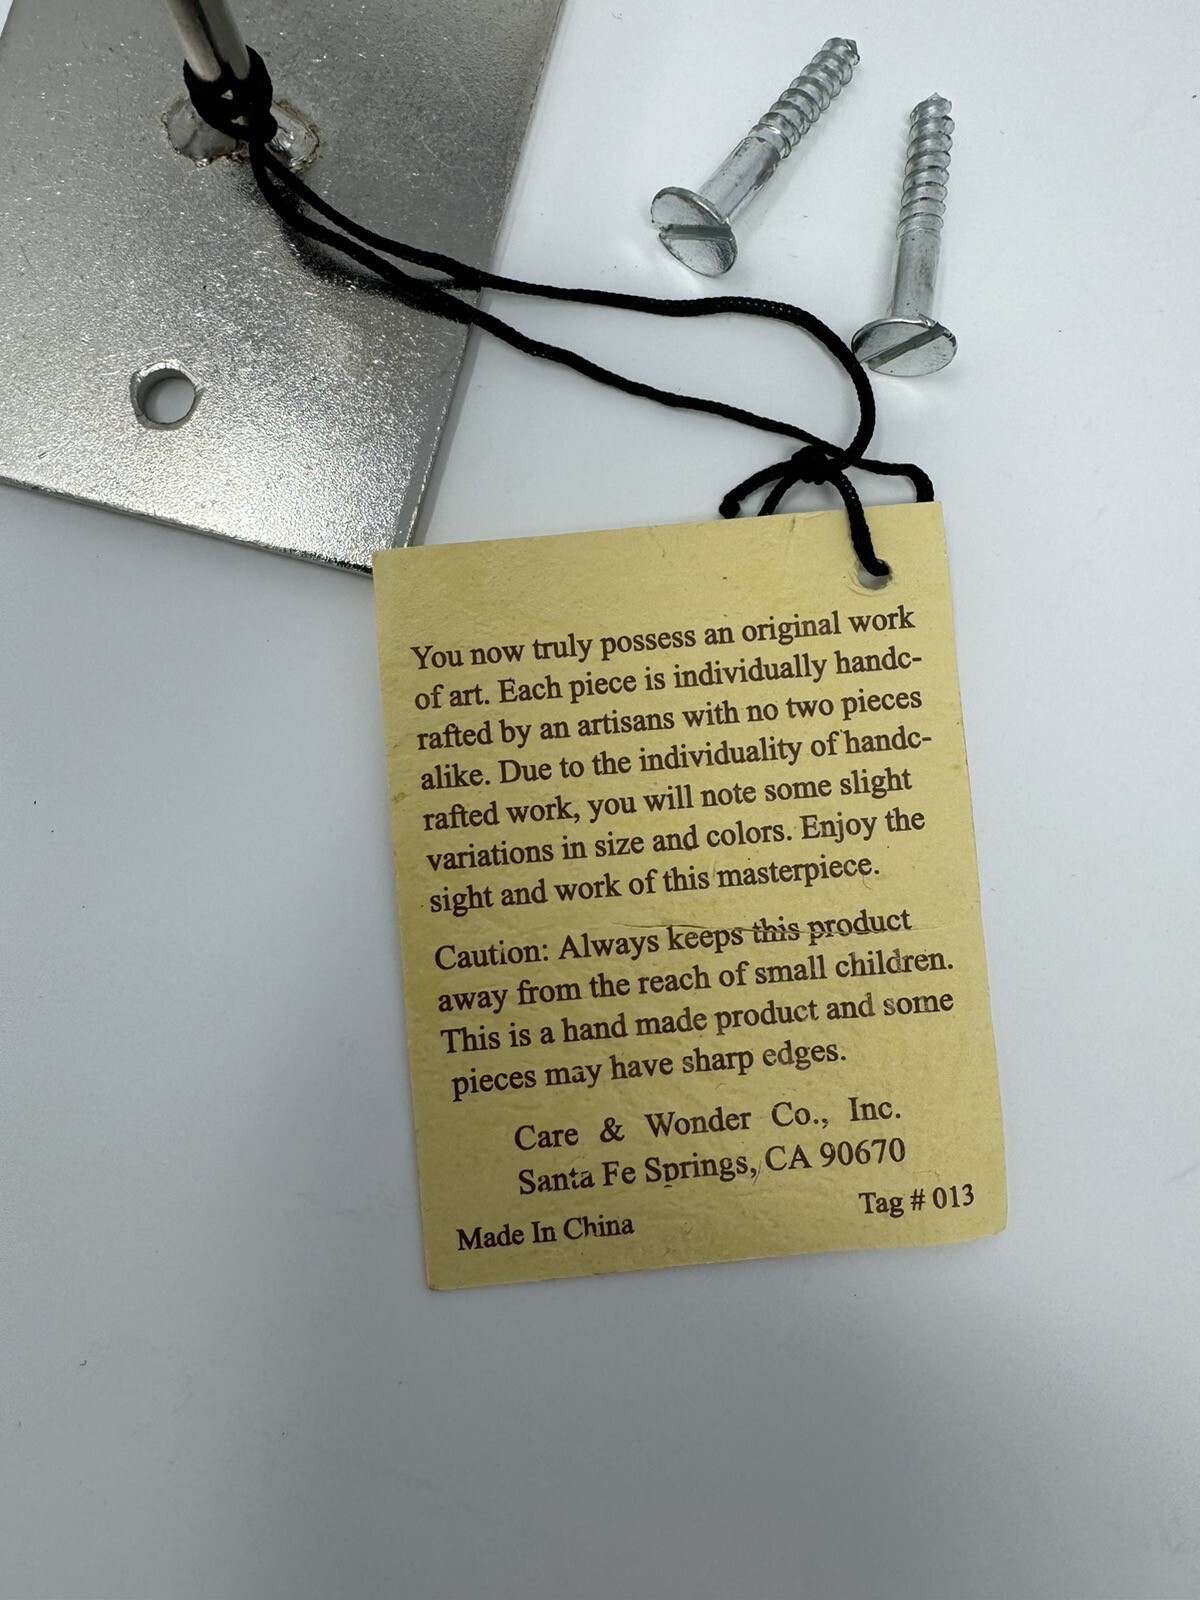 You now truly possess an original work
of art. Each piece is individually handc-
rafted by an artisans with no two pieces
alike. Due to the individuality of handc-
rafted work, you will note some slight
variations in size and colors. Enjoy the
sight and work of this masterpiece.
Caution: Always keeps this product
away from the reach of small children.
This is a hand made product and some
pieces may have sharp edges.
Care & Wonder Co., Inc.
Santa Fe Springs, CA 90670
Tag # 013
Made In China